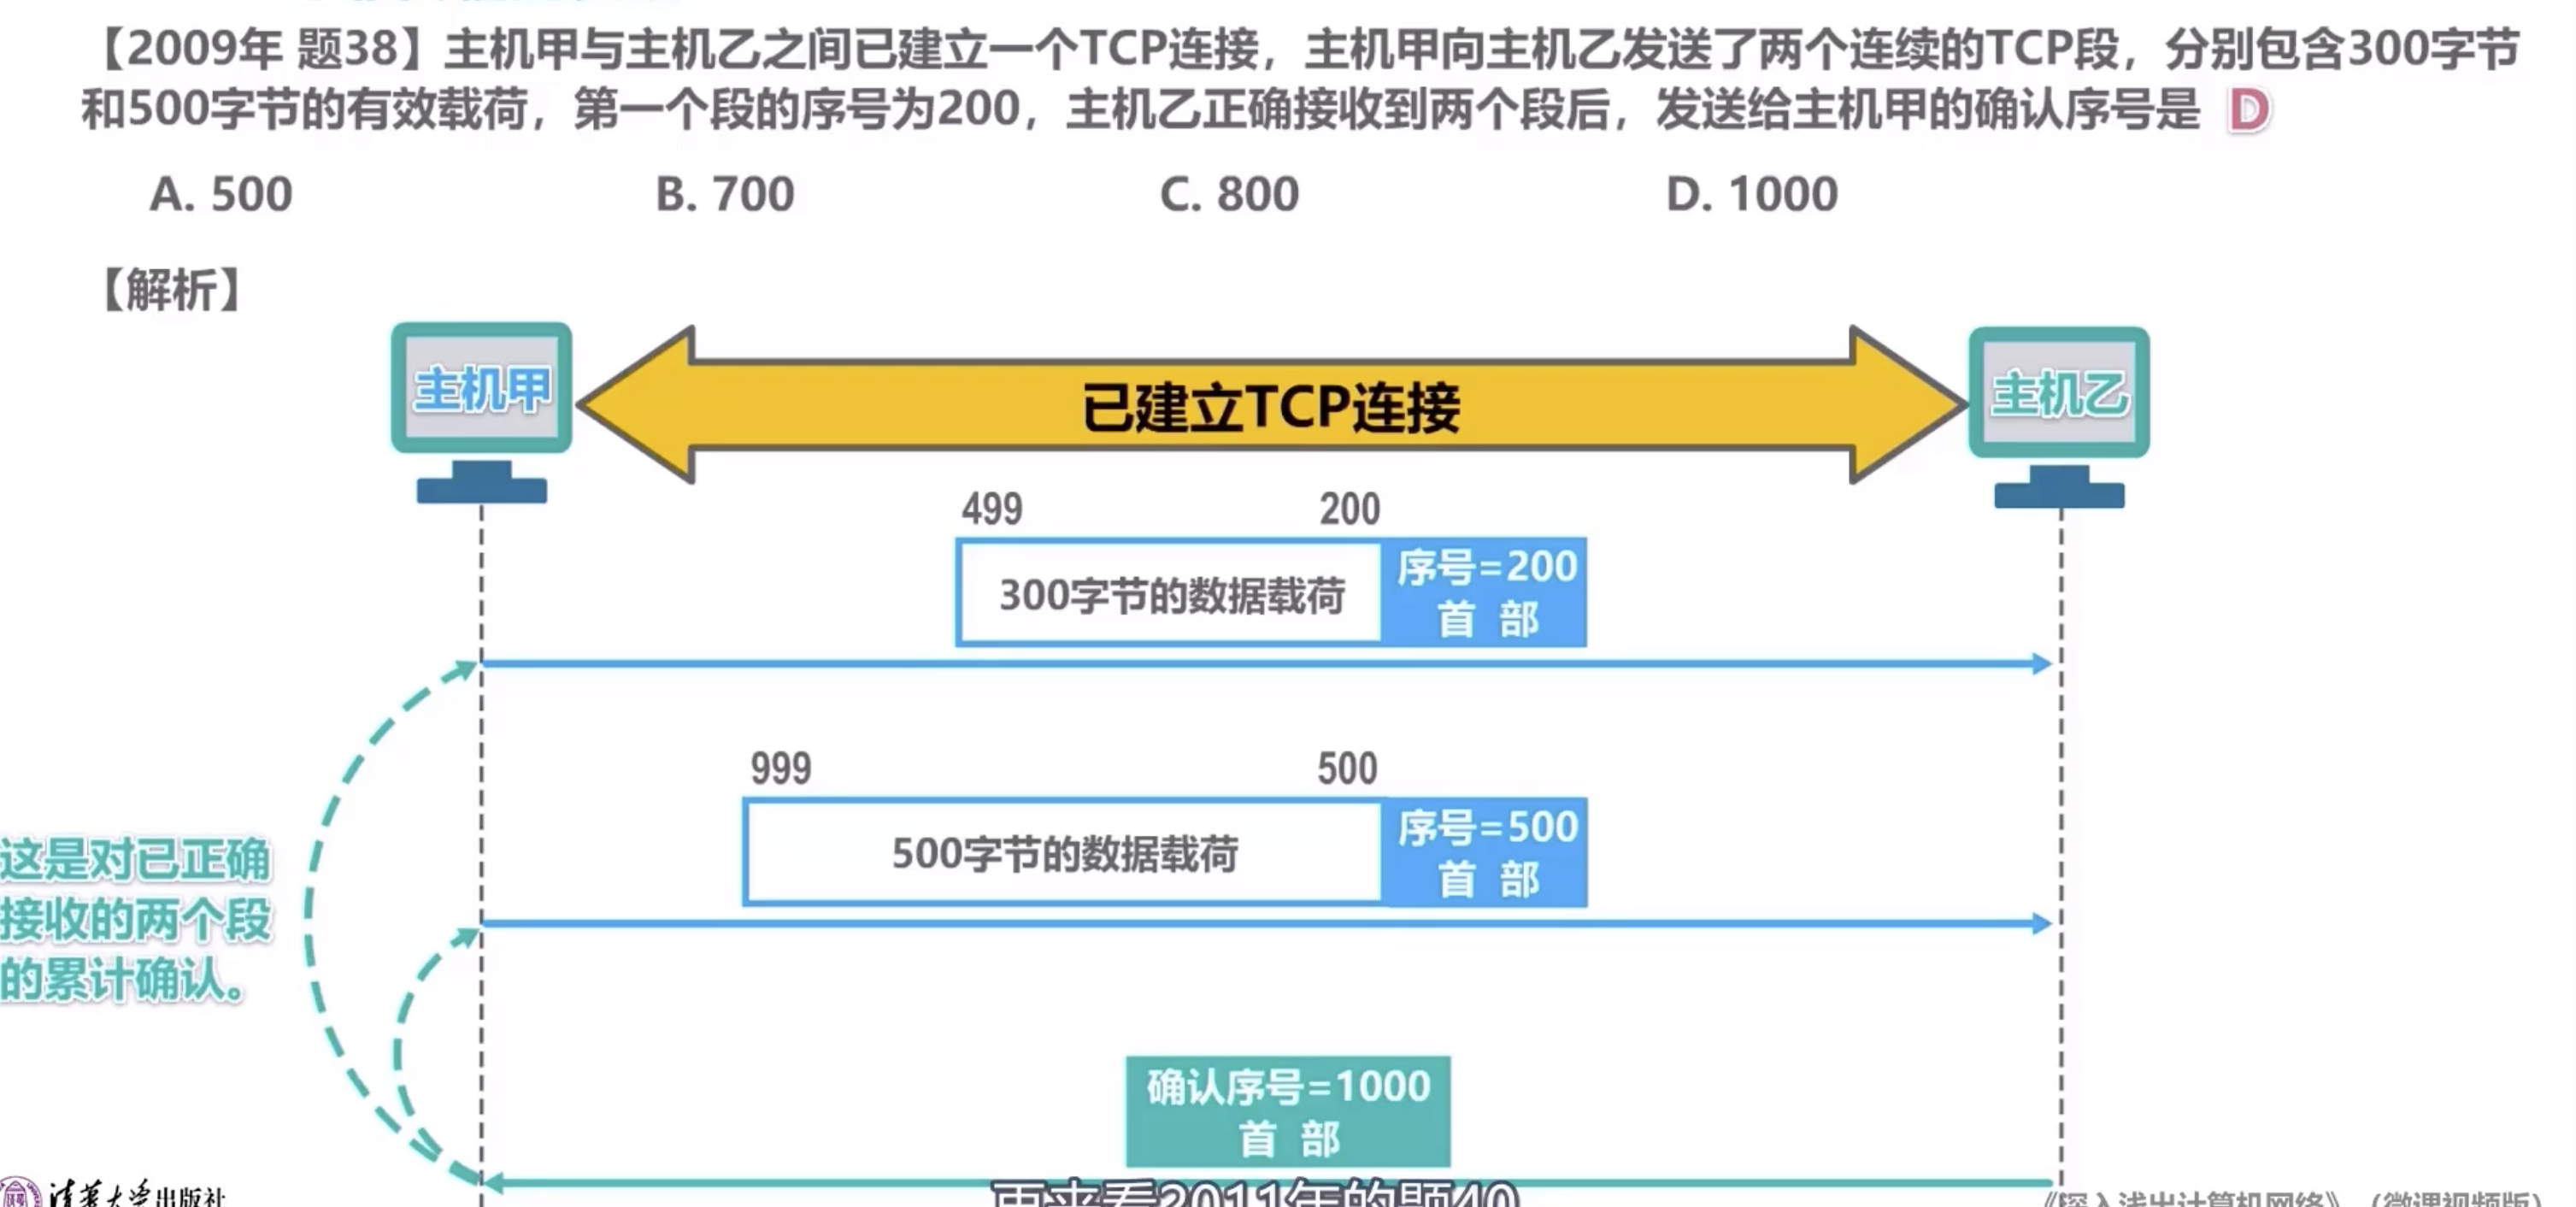 【2009年 题38】主机甲与主机乙之间已建立一个TCP连接，主机甲向主机乙发送了两个连续的TCP段，分别包含300字节
和500字节的有效载荷，第一个段的序号为200，主机乙正确接收到两个段后，发送给主机甲的确认序号是 D
A. 500 B. 700 C. 800 D. 1000
【解析】
主机甲
已建立TCP连接
主机乙
499 200
300字节的数据载荷
序号=200
首 部
999 500
500字节的数据载荷
序号=500
首 部
这是对已正确
接收的两个段
的累计确认。
确认序号=1000
首 部
清华大学出版社
再来看2011年的题40
《深入浅出计算机网络》（微课视频版）